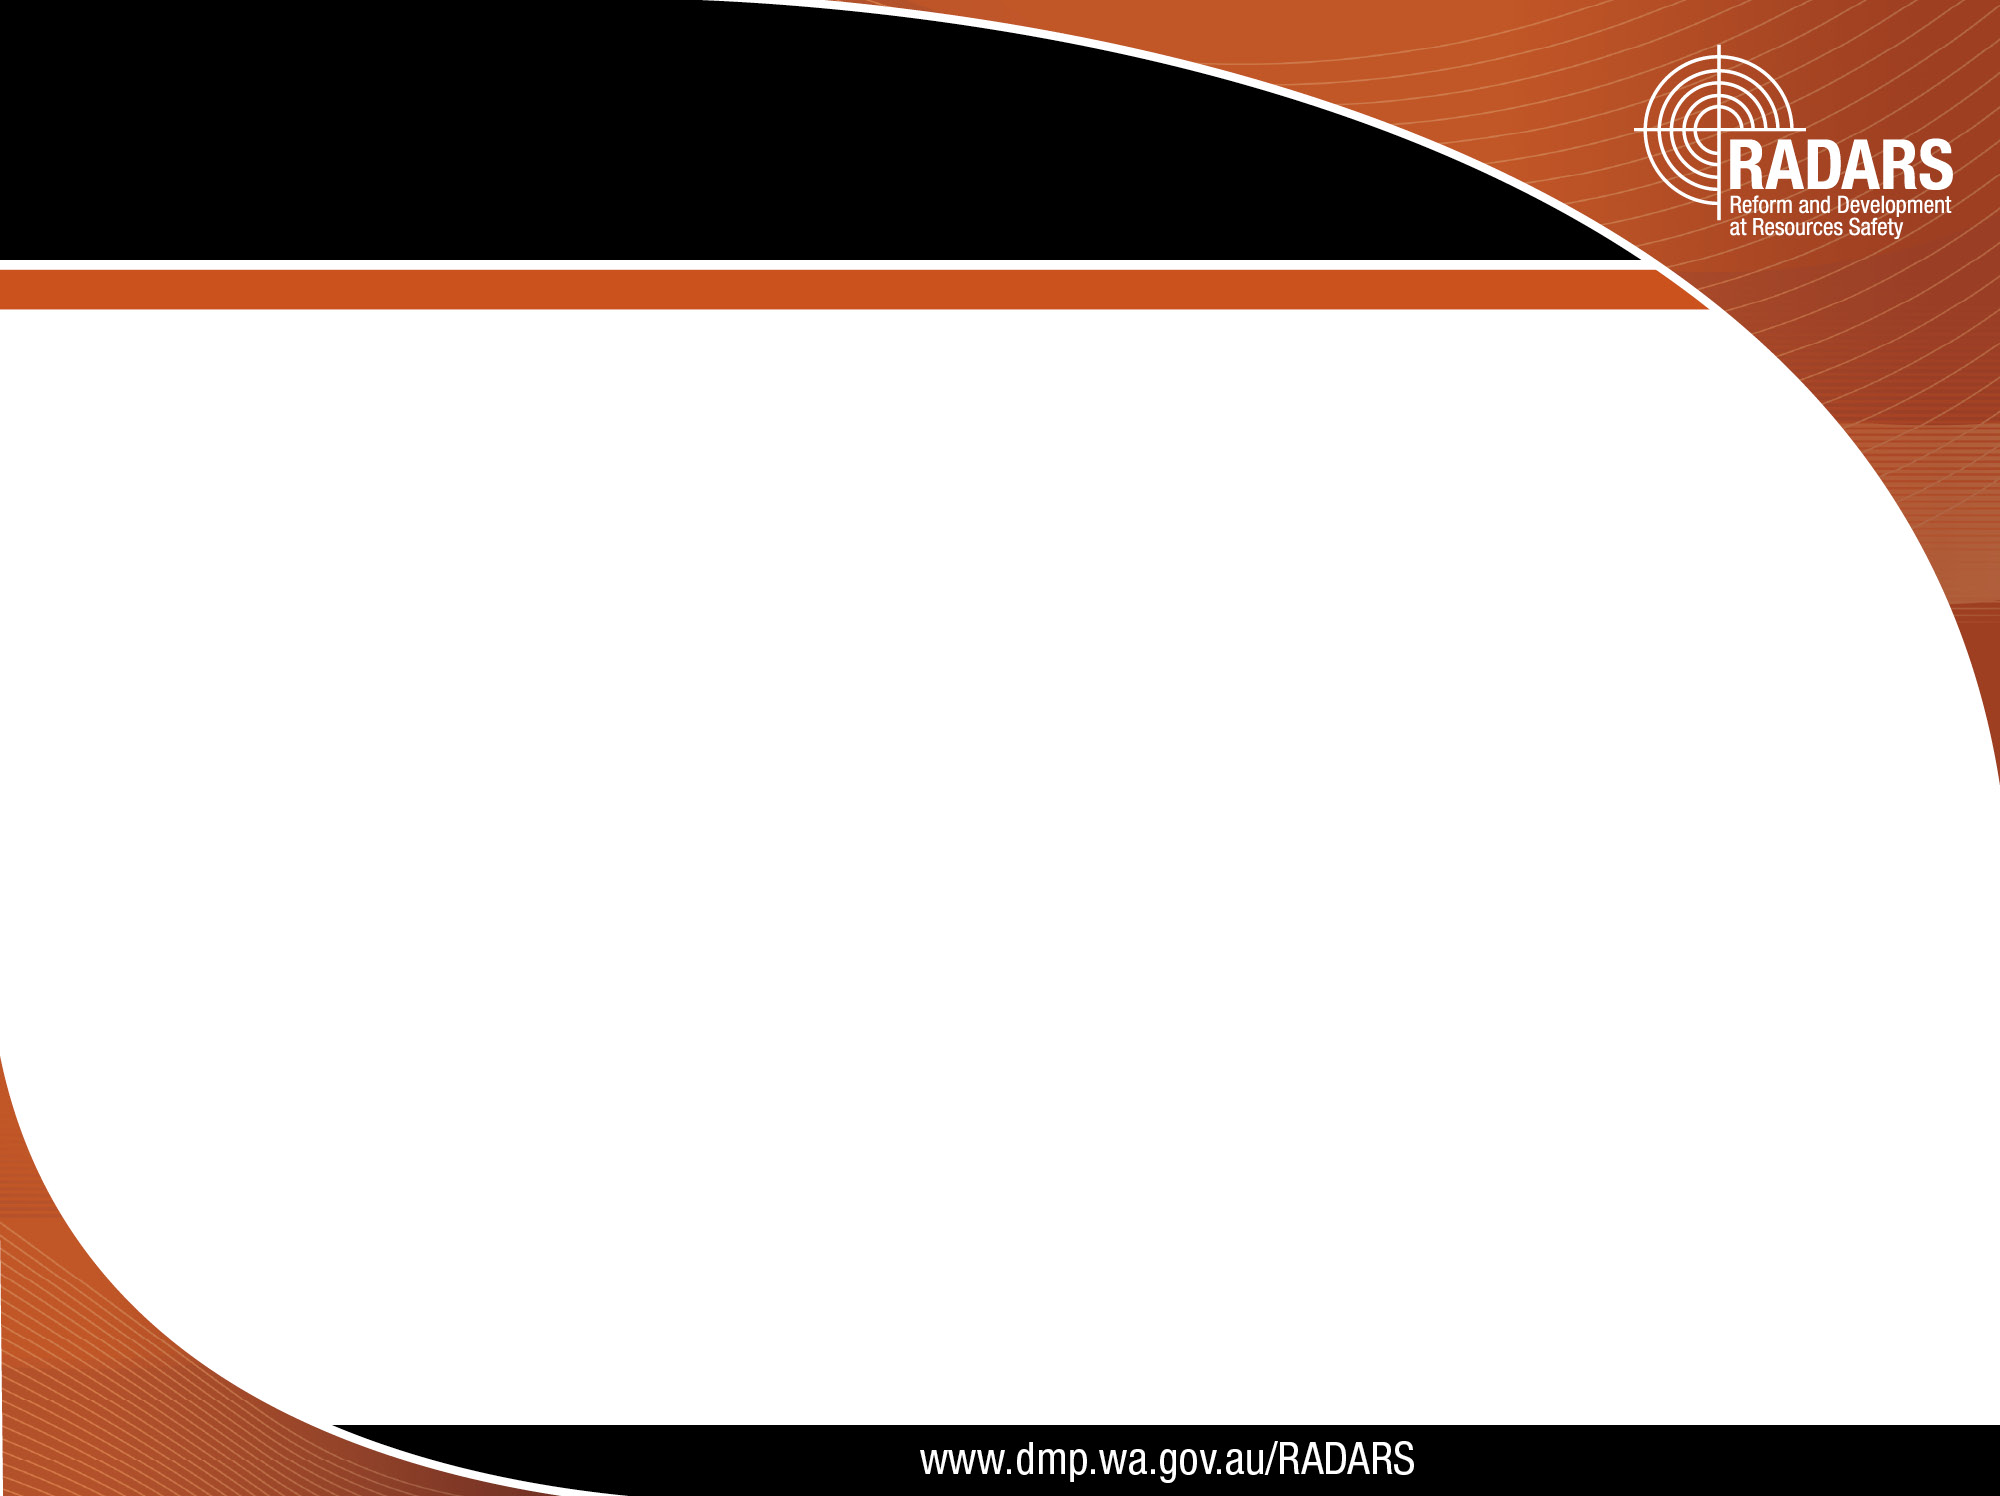 RADARS
Reform and Development
at Resources Safety
www.dmp.wa.gov.au/RADARS